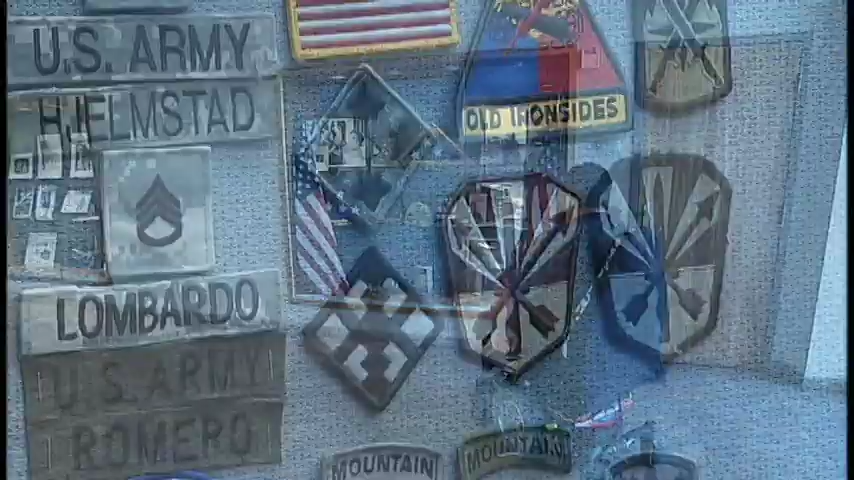 U.S. ARMY
HJELMSTAD
LOMBARDO
U.S. ARMY
ROMERO
OLD IRONSIDES
MOUNTAIN
MOUNTAIN